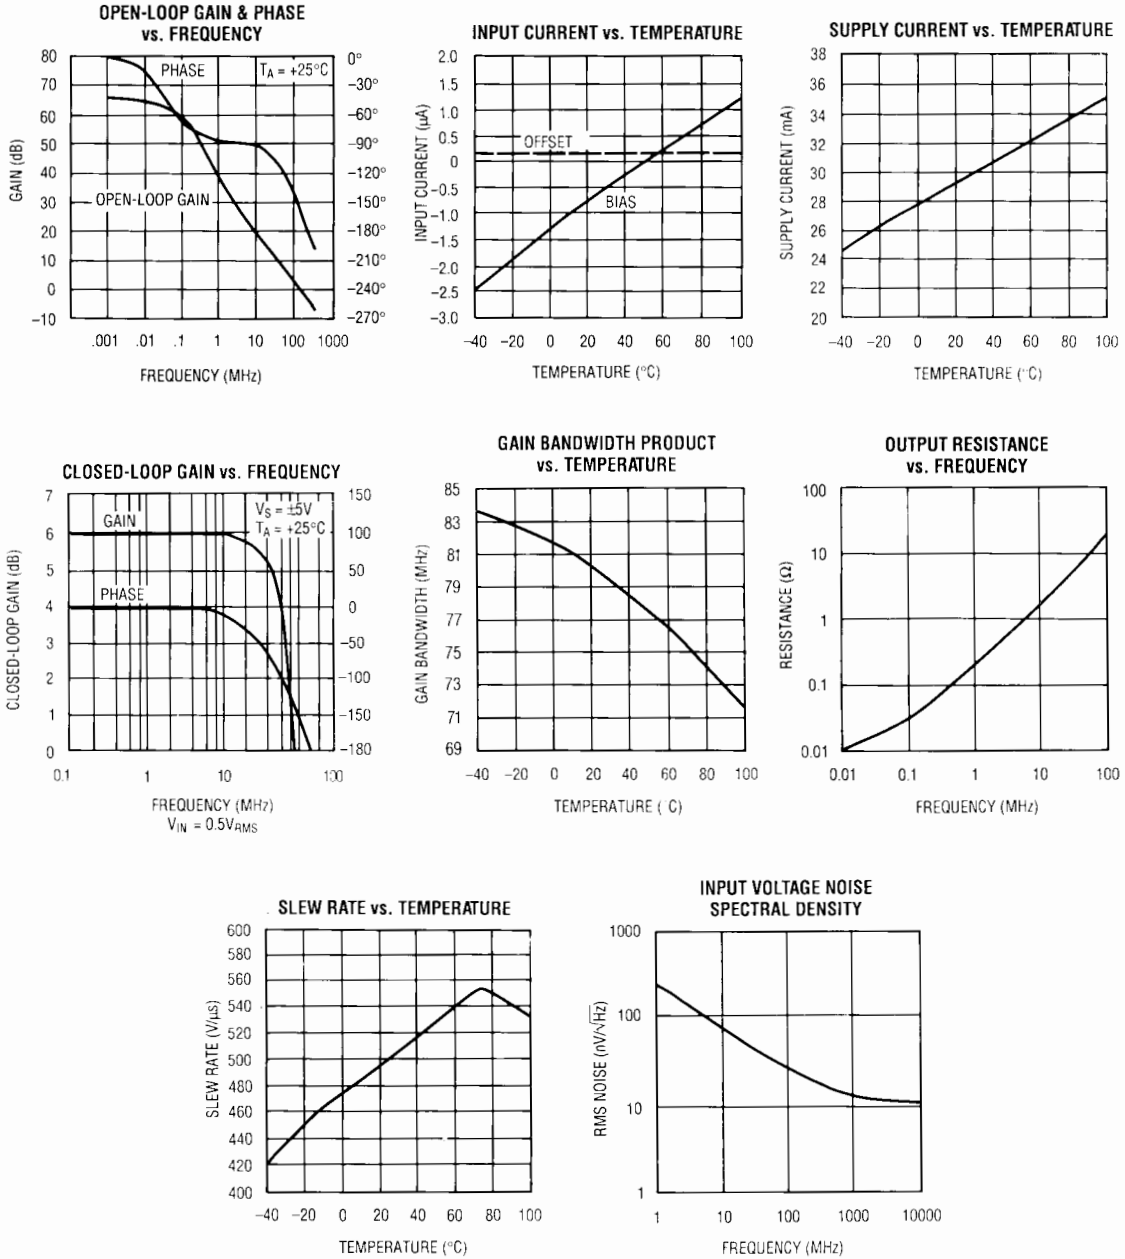 OPEN-LOOP GAIN & PHASE
vs. FREQUENCY
80
70
60
50
40
30
20
10
0
–10
GAIN (dB)
PHASE
TA = +25°C
OPEN-LOOP GAIN
0°
–30°
–60°
–90°
–120°
–150°
–180°
–210°
–240°
–270°
.001 .01 .1 1 10 100 1000
FREQUENCY (MHz)
INPUT CURRENT vs. TEMPERATURE
2.0
1.5
1.0
0.5
0
–0.5
–1.0
–1.5
–2.0
–2.5
–3.0
INPUT CURRENT (µA)
OFFSET
BIAS
–40 –20 0 20 40 60 80 100
TEMPERATURE (°C)
SUPPLY CURRENT vs. TEMPERATURE
38
36
34
32
30
28
26
24
22
20
SUPPLY CURRENT (mA)
–40 –20 0 20 40 60 80 100
TEMPERATURE (°C)
CLOSED-LOOP GAIN vs. FREQUENCY
7
6
5
4
3
2
1
0
CLOSED-LOOP GAIN (dB)
GAIN
PHASE
VS = ±5V
TA = +25°C
150
100
50
0
–50
–100
–150
–180
0.1 1 10 100
FREQUENCY (MHz)
VIN = 0.5VRMS
GAIN BANDWIDTH PRODUCT
vs. TEMPERATURE
85
83
81
79
77
75
73
71
69
GAIN BANDWIDTH (MHz)
–40 –20 0 20 40 60 80 100
TEMPERATURE (°C)
OUTPUT RESISTANCE
vs. FREQUENCY
100
10
1
0.1
0.01
RESISTANCE (Ω)
0.01 0.1 1 10 100
FREQUENCY (MHz)
SLEW RATE vs. TEMPERATURE
600
580
560
540
520
500
480
460
440
420
400
SLEW RATE (V/µs)
–40 –20 0 20 40 60 80 100
TEMPERATURE (°C)
INPUT VOLTAGE NOISE
SPECTRAL DENSITY
1000
100
10
1
RMS NOISE (nV/√Hz)
1 10 100 1000 10000
FREQUENCY (MHz)